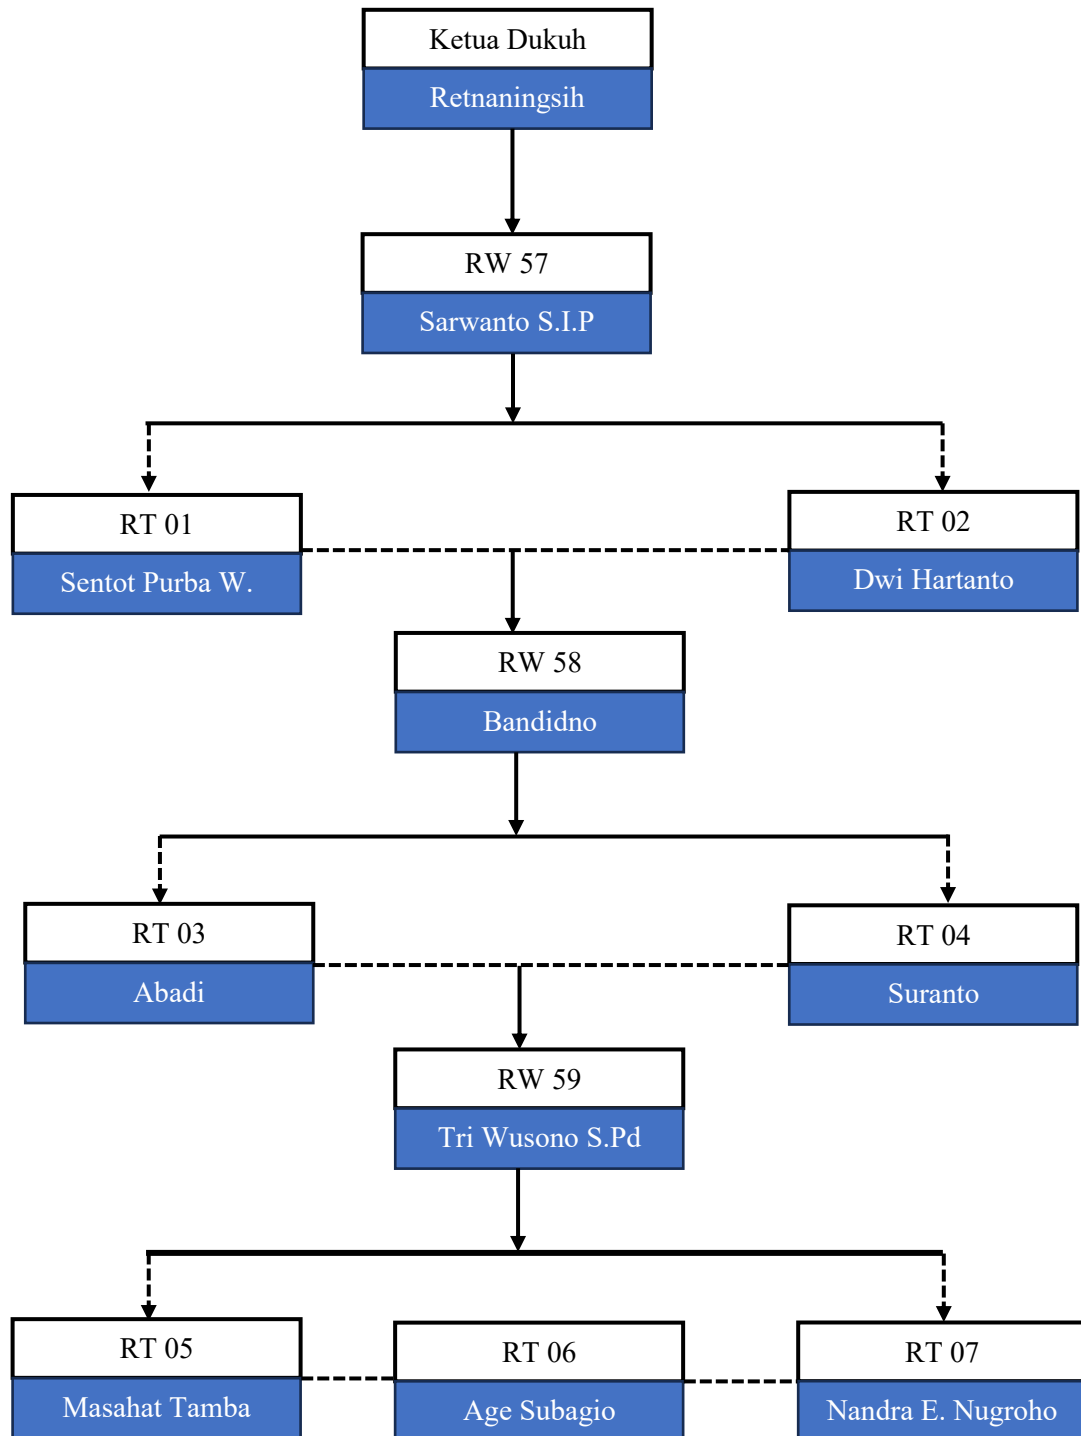 Ketua Dukuh
Retnaningsih
RW 57
Sarwanto S.I.P
RT 01
Sentot Purba W.
RT 02
Dwi Hartanto
RW 58
Bandidno
RT 03
Abadi
RT 04
Suranto
RW 59
Tri Wusono S.Pd
RT 05
Masahat Tamba
RT 06
Age Subagio
RT 07
Nandra E. Nugroho